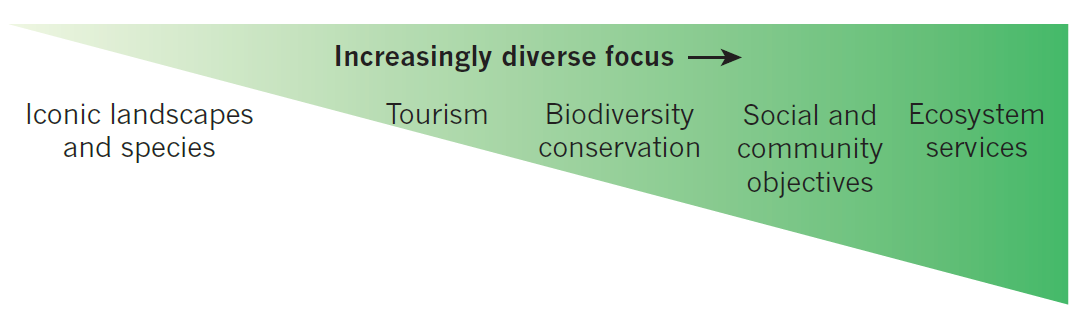 Increasingly diverse focus
Iconic landscapes
and species
Tourism
Biodiversity
conservation
Social and
community
objectives
Ecosystem
services